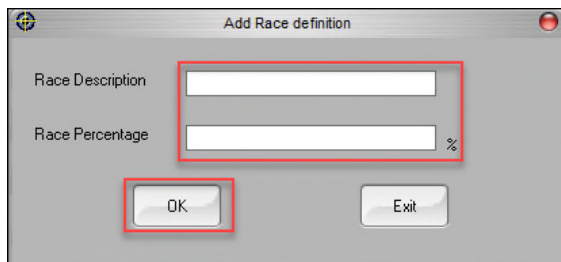 Add Race definition
Race Description
Race Percentage %
OK Exit